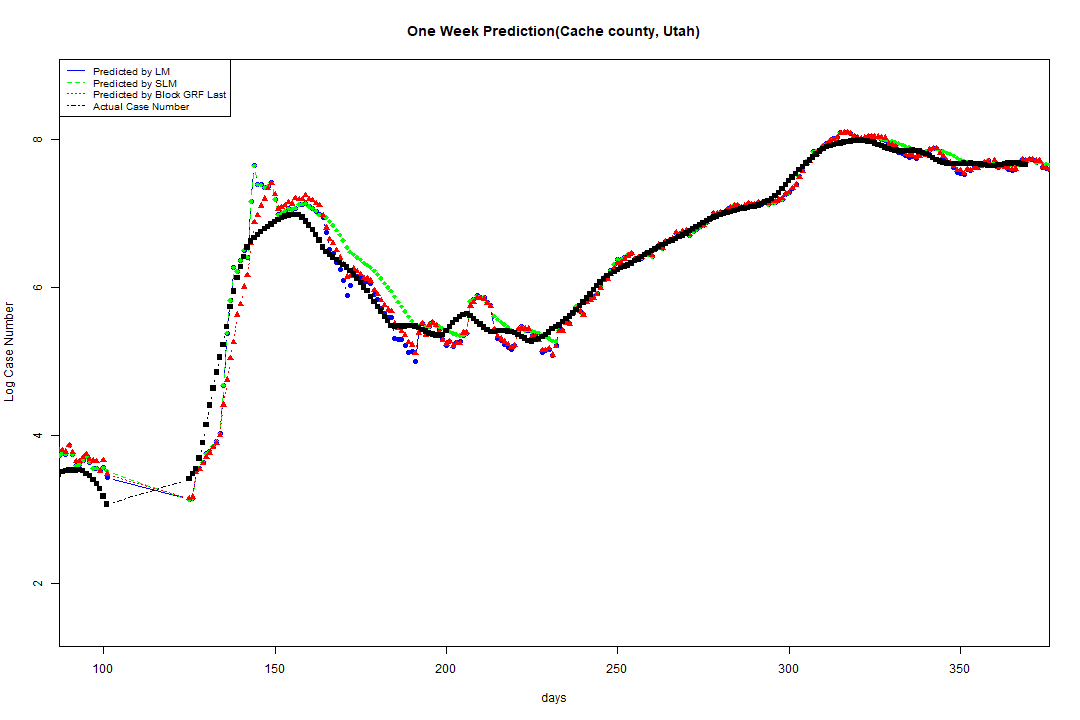 One Week Prediction(Cache county, Utah)
Predicted by LM
Predicted by SLM
Predicted by Block GRF Last
Actual Case Number
8
6
4
2
Log Case Number
100 150 200 250 300 350
days